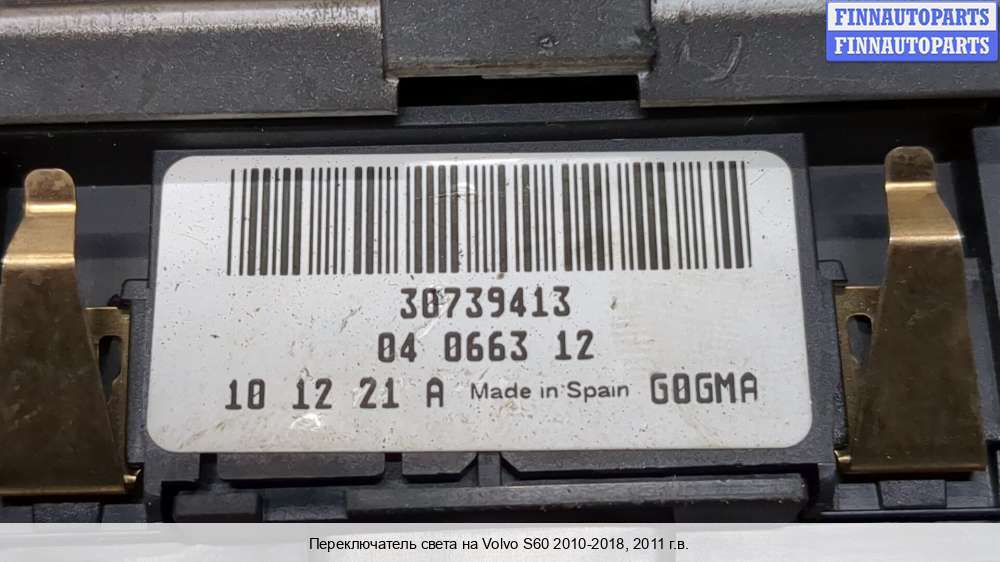 FINNAUTOPARTS
FINNAUTOPARTS
30739413
04 0663 12
10 12 21 A Made in Spain G0GMA
Переключатель света на Volvo S60 2010-2018, 2011 г.в.